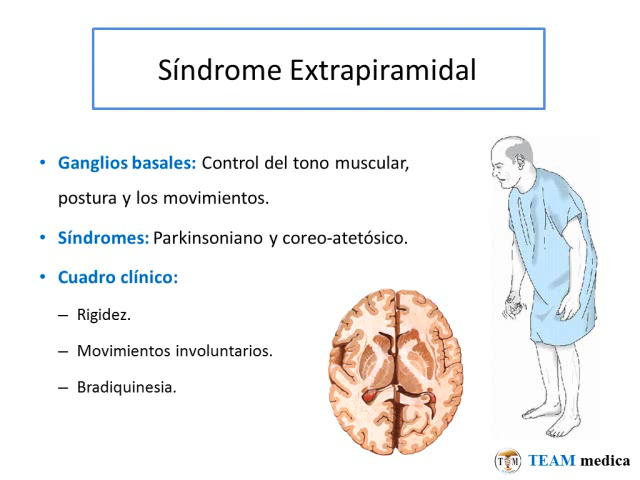 Síndrome Extrapiramidal
• Ganglios basales: Control del tono muscular,
postura y los movimientos.
• Síndromes: Parkinsoniano y coreo-atetósico.
• Cuadro clínico:
– Rigidez.
– Movimientos involuntarios.
– Bradiquinesia.
TM TEAM medica